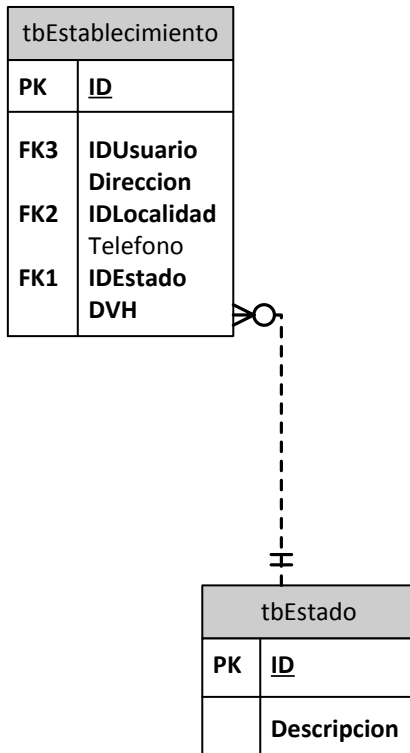 tbEstablecimiento
PK ID
FK3 IDUsuario
Direccion
FK2 IDLocalidad
Telefono
FK1 IDEstado
DVH
tbEstado
PK ID
Descripcion